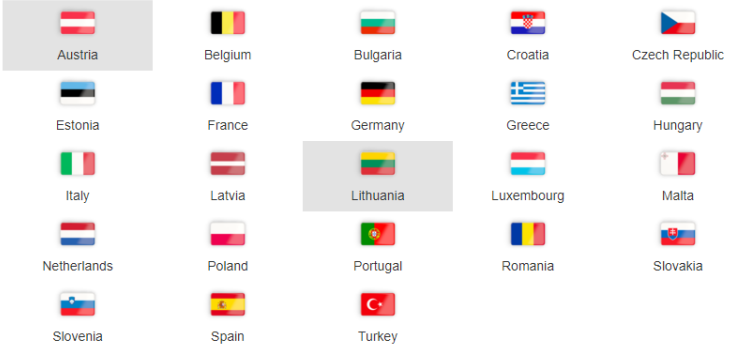 Austria Belgium Bulgaria Croatia Czech Republic
Estonia France Germany Greece Hungary
Italy Latvia Lithuania Luxembourg Malta
Netherlands Poland Portugal Romania Slovakia
Slovenia Spain Turkey